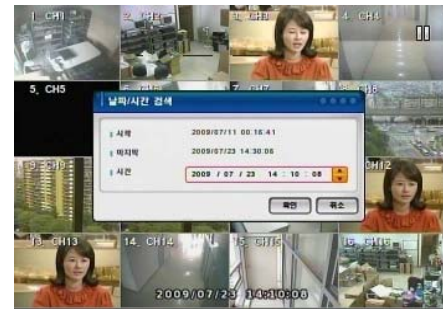 1, CH1
2, CH2
3, CH3
4, CH4
5, CH5
날짜/시간 검색
시작 2009/07/11 00:16:41
마지막 2009/07/23 14:30:06
시간 2009 / 07 / 23 14 : 10 : 08
확인 취소
CH12
13, CH13
14, CH14
15, CH15
16, CH16
2009/07/23 14:10:08